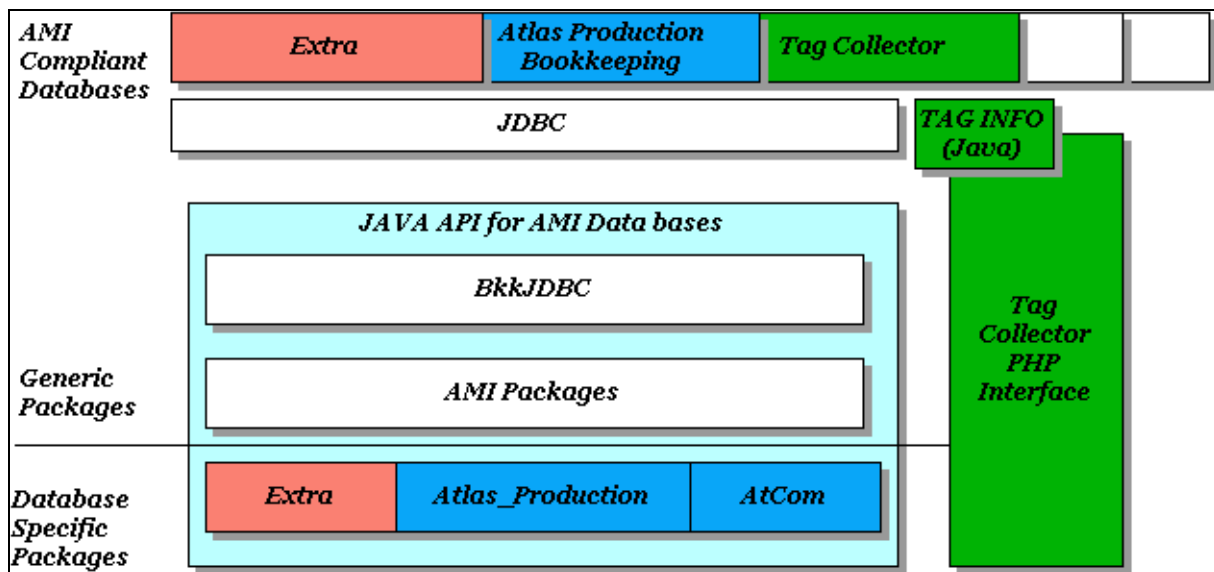 AMI
Compliant
Databases
Extra
Atlas Production
Bookkeeping
Tag Collector
JDBC
TAG INFO
(Java)
JAVA API for AMI Data bases
BkkJDBC
Tag
Collector
PHP
Interface
Generic
Packages
AMI Packages
Database
Specific
Packages
Extra
Atlas_Production
AtCom